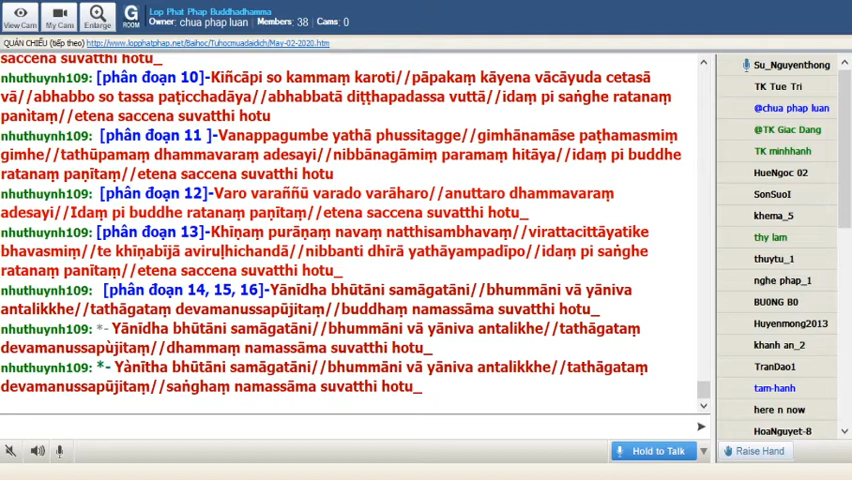 View Cam
My Cams
Enlarge
G
ROOM
Lop Phat Phap Buddhadhamma
Owner: chua phap luan   Members: 38   Cams: 0
QUÁN CHIẾU (tiếp theo) http://www.lopphatphap.net/Baihoc/Tuhocmuadaidich/May-02-2020.htm
saccena suvatthi hotu_
nhuthuynh109: [phân đoạn 10]-Kiñcāpi so kammaṃ karoti//pāpakaṃ kāyena vācāyuda cetasā
vā//abhabbo so tassa paṭicchadāya//abhabbatā diṭṭhapadassa vuttā//idaṃ pi saṅghe ratanaṃ
paṇìtaṃ//etena saccena suvatthi hotu
nhuthuynh109: [phân đoạn 11 ]-Vanappagumbe yathā phussitagge//gimhānamāse paṭhamasmiṃ
gimhe//tathūpamaṃ dhammavaraṃ adesayi//nibbānagāmiṃ paramaṃ hitāya//idaṃ pi buddhe
ratanaṃ paṇītaṃ//etena saccena suvatthi hotu
nhuthuynh109: [phân đoạn 12]-Varo varaññū varado varāharo//anuttaro dhammavaraṃ
adesayi//Idaṃ pi buddhe ratanaṃ paṇītaṃ//etena saccena suvatthi hotu_
nhuthuynh109: [phân đoạn 13]-Khīṇaṃ purāṇaṃ navaṃ natthisambhavaṃ//virattacittāyatike
bhavasmiṃ//te khīṇabījā aviruḷhichandā//nibbanti dhīrā yathāyampadīpo//idaṃ pi saṅghe
ratanaṃ panītaṃ//etena saccena suvatthi hotu_
nhuthuynh109: [phân đoạn 14, 15, 16]-Yānīdha bhūtāni samāgatāni//bhummāni vā yāniva
antalikkhe//tathāgataṃ devamanussapūjitaṃ//buddhaṃ namassāma suvatthi hotu_
nhuthuynh109: *- Yānīdha bhūtāni samāgatāni//bhummāni vā yāniva antalikhe//tathāgataṃ
devamanussapùjitaṃ//dhammaṃ namassāma suvatthi hotu_
nhuthuynh109: *- Yànītha bhūtāni samāgatāni//bhummāni vā yāniva antalikkhe//tathāgataṃ
devamanussapūjitaṃ//saṅghaṃ namassāma suvatthi hotu_
Hold to Talk
Su_Nguyenthong
TK Tue Tri
@chua phap luan
@TK Giac Dang
TK minhhanh
HueNgoc 02
SonSuoI
khema_5
thy lam
thuytu_1
nghe phap_1
BU0NG B0
Huyenmong2013
khanh an_2
TranDao1
tam-hanh
here n now
HoaNguyet-8
Raise Hand